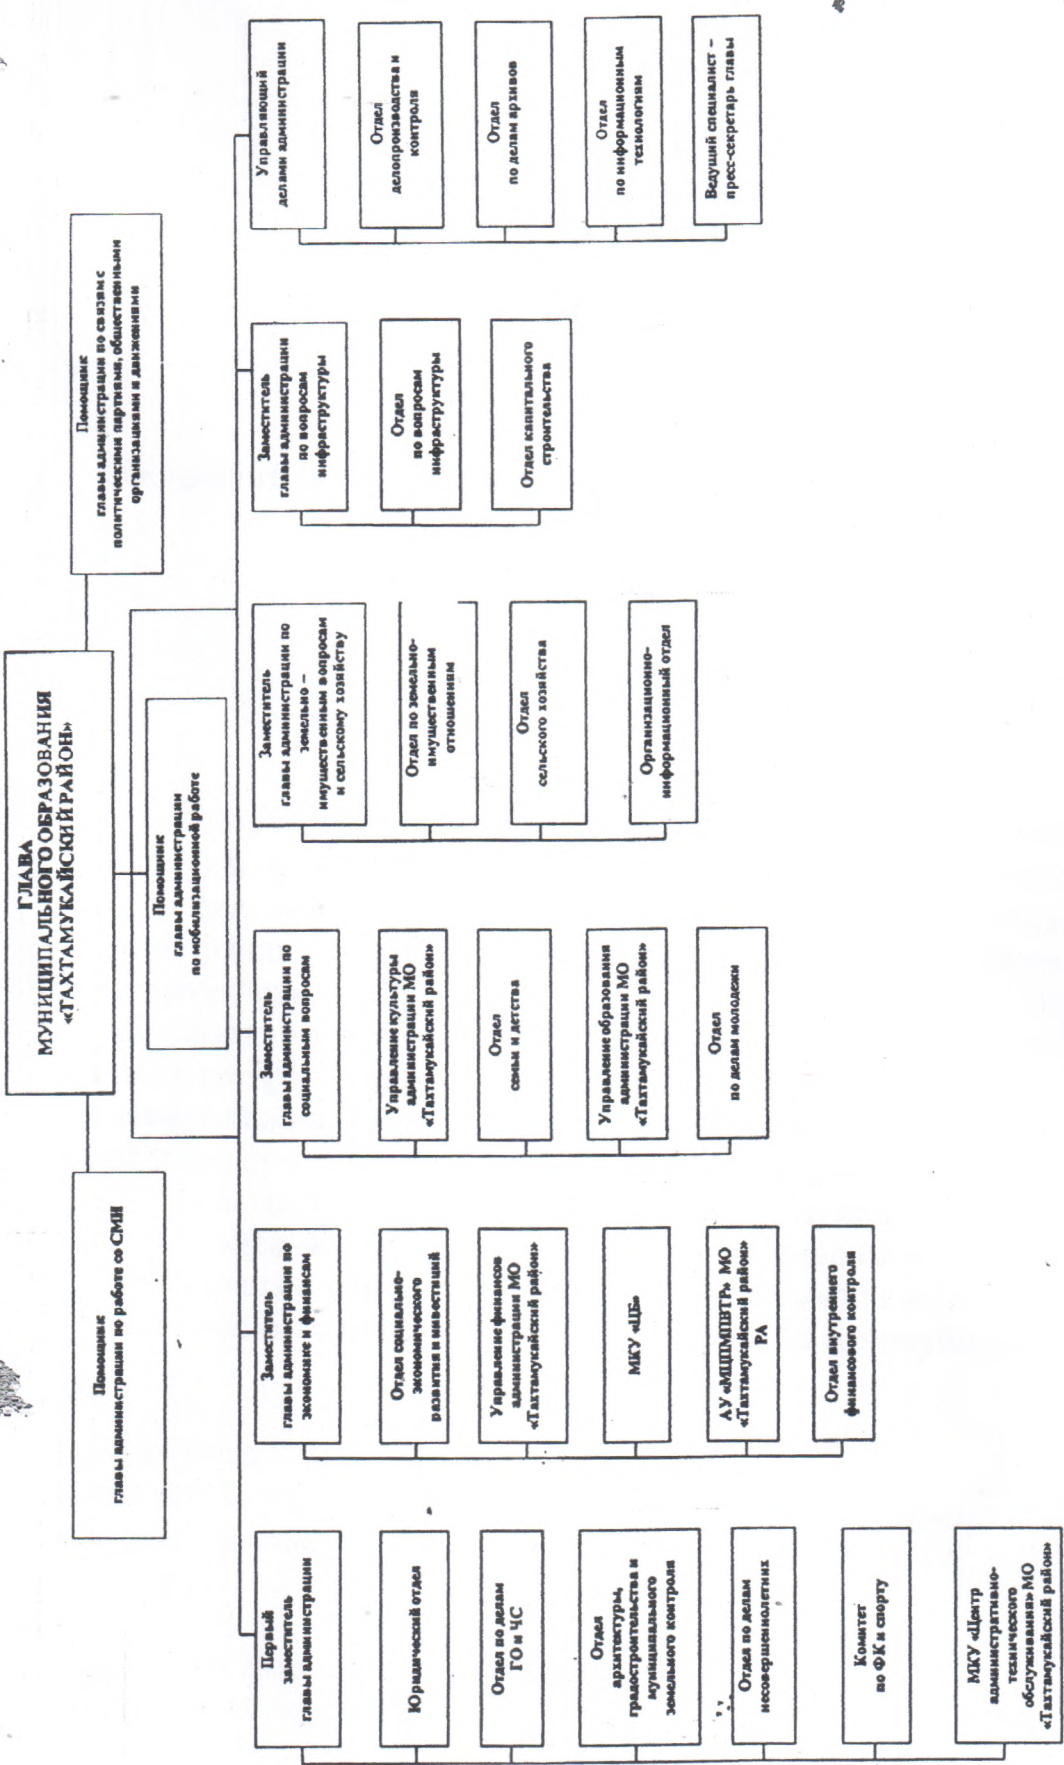 ГЛАВА
МУНИЦИПАЛЬНОГО ОБРАЗОВАНИЯ
«ТАХТАМУКАЙСКИЙ РАЙОН»
Помощник
главы администрации по работе со СМИ
Помощник
главы администрации
по мобилизационной работе
Помощник
главы администрации по связям с
политическими партиями, общественными
организациями и движениями
Первый
заместитель
главы администрации
Юридический отдел
Отдел по делам
ГО и ЧС
Отдел
архитектуры,
градостроительства и
муниципального
земельного контроля
Отдел по делам
несовершеннолетних
Комитет
по ФК и спорту
МКУ «Центр
административно-
технического
обслуживания» МО
«Тахтамукайский район»
Заместитель
главы администрации по
экономике и финансам
Отдел социально-
экономического
развития и инвестиций
Управление финансов
администрации МО
«Тахтамукайский район»
МКУ «ЦБ»
АУ «МЦПМПВТР» МО
«Тахтамукайский район»
РА
Отдел внутреннего
финансового контроля
Заместитель
главы администрации по
социальным вопросам
Управление культуры
администрации МО
«Тахтамукайский район»
Отдел
семьи и детства
Управление образования
администрации МО
«Тахтамукайский район»
Отдел
по делам молодежи
Заместитель
главы администрации по
земельно –
имущественным вопросам
и сельскому хозяйству
Отдел по земельно-
имущественным
отношениям
Отдел
сельского хозяйства
Организационно-
информационный отдел
Заместитель
главы администрации
по вопросам
инфраструктуры
Отдел
по вопросам
инфраструктуры
Отдел капитального
строительства
Управляющий
делами администрации
Отдел
делопроизводства и
контроля
Отдел
по делам архивов
Отдел
по информационным
технологиям
Ведущий специалист –
пресс-секретарь главы